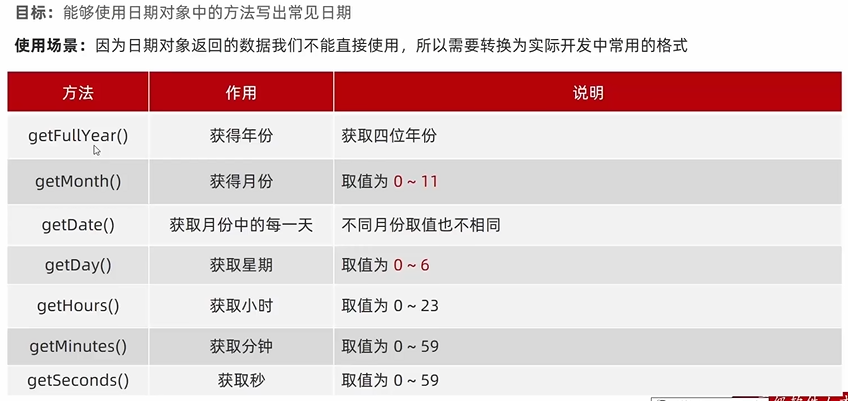 目标：能够使用日期对象中的方法写出常见日期
使用场景：因为日期对象返回的数据我们不能直接使用，所以需要转换为实际开发中常用的格式
方法 作用 说明
getFullYear() 获得年份 获取四位年份
getMonth() 获得月份 取值为 0 ~ 11
getDate() 获取月份中的每一天 不同月份取值也不相同
getDay() 获取星期 取值为 0 ~ 6
getHours() 获取小时 取值为 0 ~ 23
getMinutes() 获取分钟 取值为 0 ~ 59
getSeconds() 获取秒 取值为 0 ~ 59